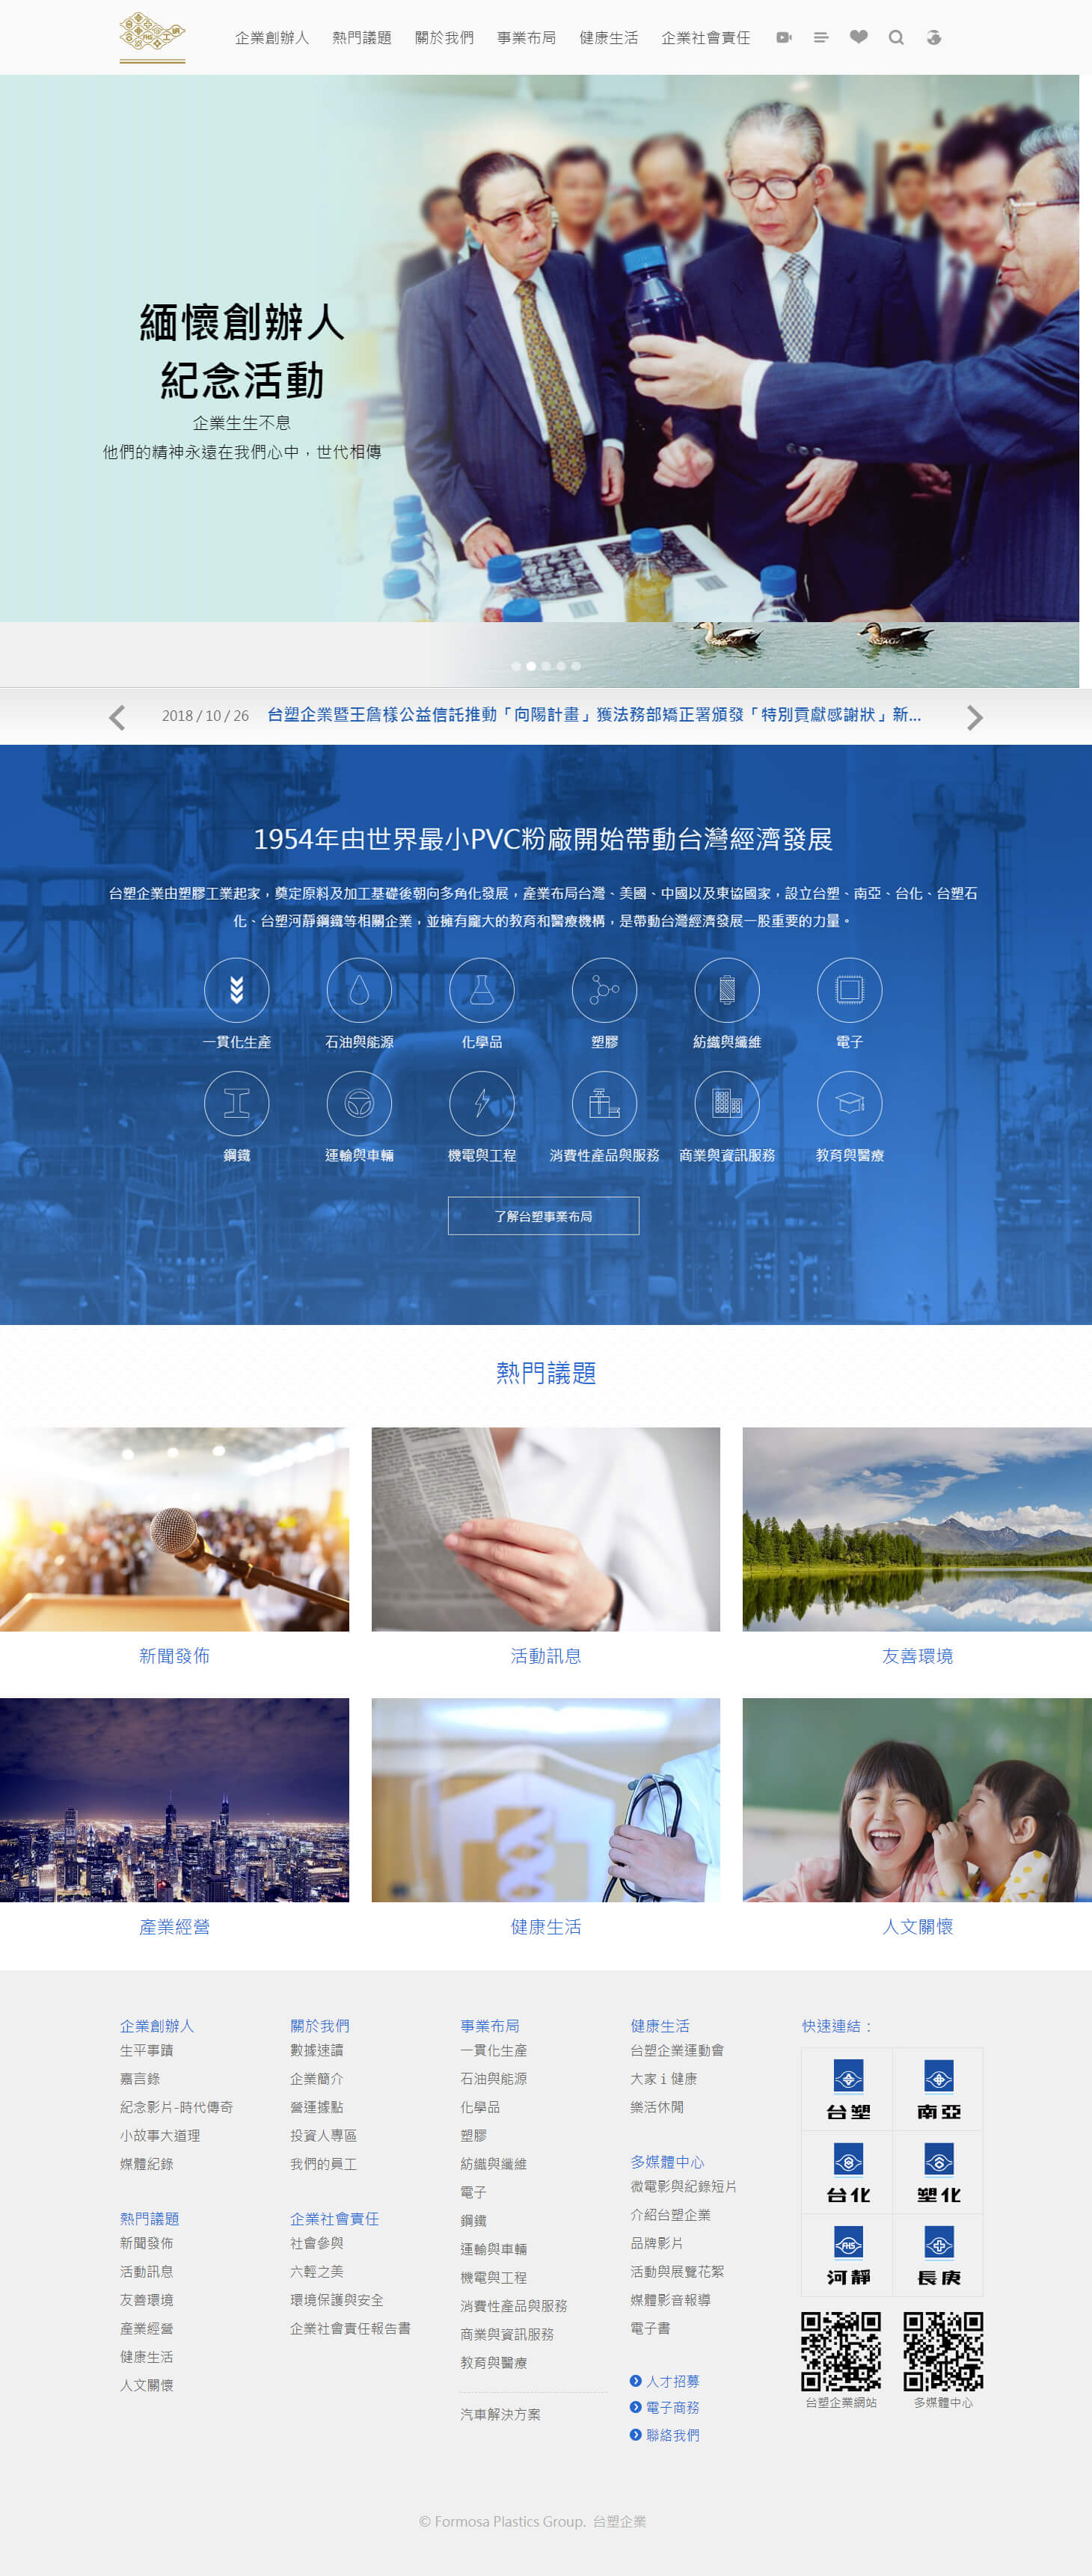 企業創辦人 熱門議題 關於我們 事業布局 健康生活 企業社會責任
緬懷創辦人
紀念活動
企業生生不息
他們的精神永遠在我們心中，世代相傳
2018 / 10 / 26 台塑企業暨王詹樣公益信託推動「向陽計畫」獲法務部矯正署頒發「特別貢獻感謝狀」新...
1954年由世界最小PVC粉廠開始帶動台灣經濟發展
台塑企業由塑膠工業起家，奠定原料及加工基礎後朝向多角化發展，產業布局台灣、美國、中國以及東協國家，設立台塑、南亞、台化、台塑石
化、台塑河靜鋼鐵等相關企業，並擁有龐大的教育和醫療機構，是帶動台灣經濟發展一股重要的力量。
一貫化生產 石油與能源 化學品 塑膠 紡織與纖維 電子
鋼鐵 運輸與車輛 機電與工程 消費性產品與服務 商業與資訊服務 教育與醫療
了解台塑事業布局
熱門議題
新聞發佈 活動訊息 友善環境
產業經營 健康生活 人文關懷
企業創辦人
生平事蹟
嘉言錄
紀念影片-時代傳奇
小故事大道理
媒體紀錄
熱門議題
新聞發佈
活動訊息
友善環境
產業經營
健康生活
人文關懷
關於我們
數據速讀
企業簡介
營運據點
投資人專區
我們的員工
企業社會責任
社會參與
六輕之美
環境保護與安全
企業社會責任報告書
事業布局
一貫化生產
石油與能源
化學品
塑膠
紡織與纖維
電子
鋼鐵
運輸與車輛
機電與工程
消費性產品與服務
商業與資訊服務
教育與醫療
汽車解決方案
健康生活
台塑企業運動會
大家 i 健康
樂活休閒
多媒體中心
微電影與紀錄短片
介紹台塑企業
品牌影片
活動與展覽花絮
媒體影音報導
電子書
人才招募
電子商務
聯絡我們
快速連結：
台塑 南亞
台化 塑化
FHS
河靜 長庚
台塑企業網站 多媒體中心
© Formosa Plastics Group. 台塑企業